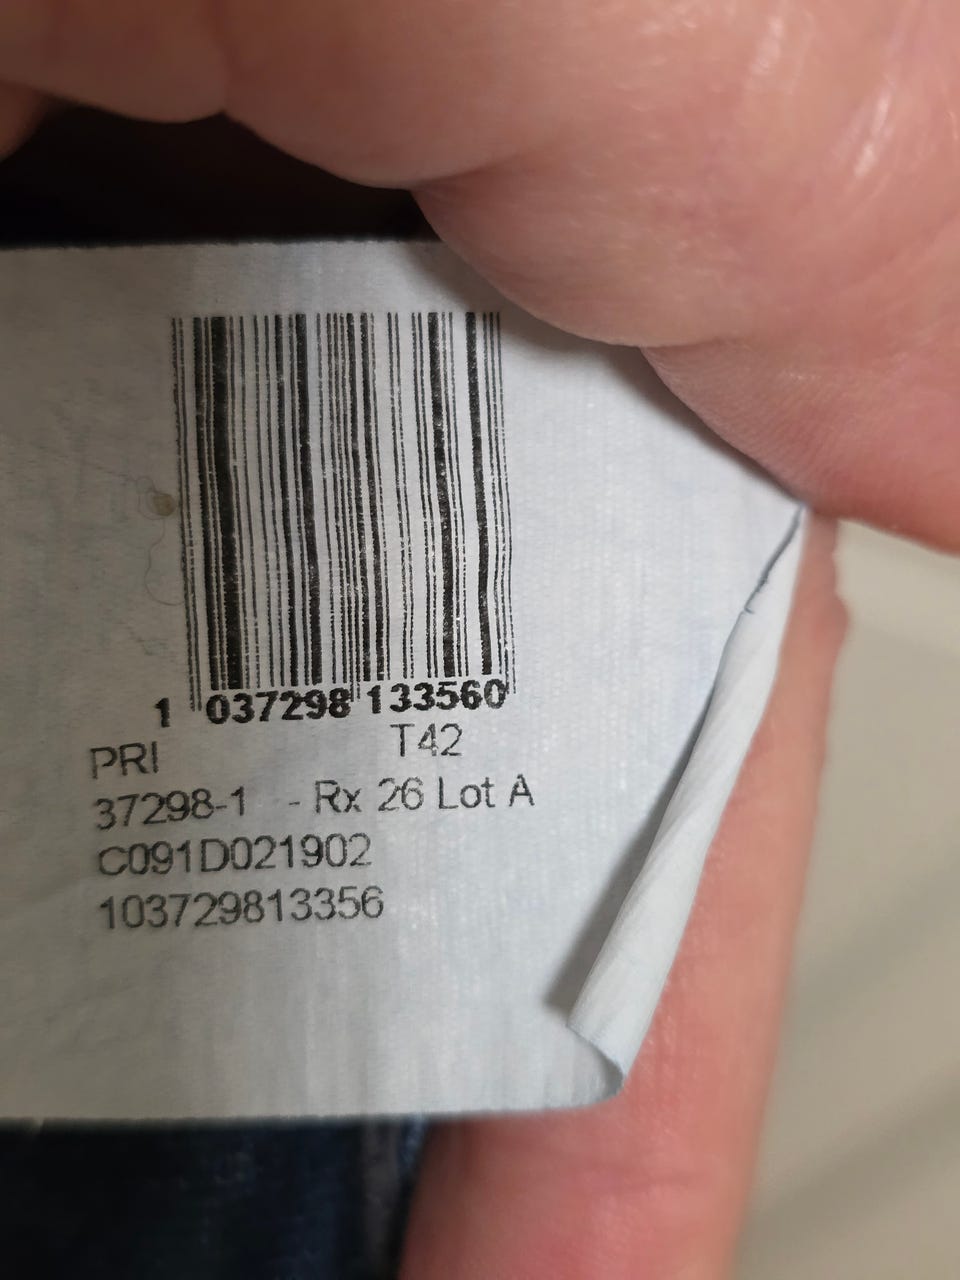 1 037298 133560
PRI T42
37298-1 - Rx 26 Lot A
C091D021902
103729813356